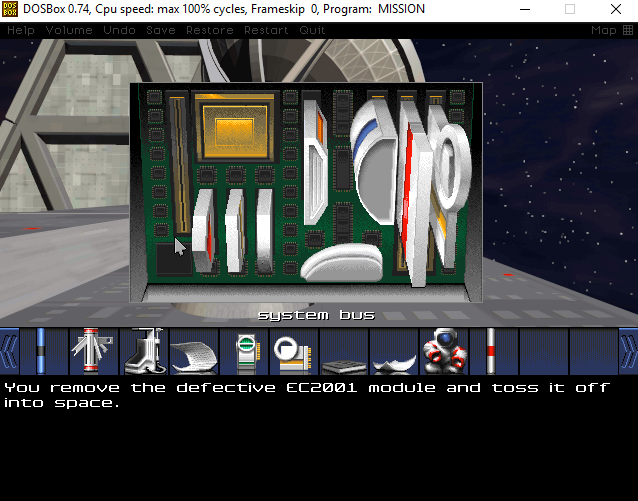 DOSBox 0.74, Cpu speed: max 100% cycles, Frameskip 0, Program: MISSION
Help Volume Undo Save Restore Restart Quit Map
system bus
You remove the defective EC2001 module and toss it off
into space.